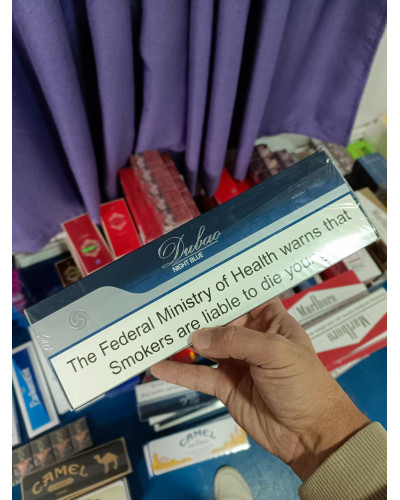 Dubao
NIGHT BLUE
The Federal Ministry of Health warns that
Smokers are liable to die young
Marlboro
Marlboro
CAMEL
CAMEL